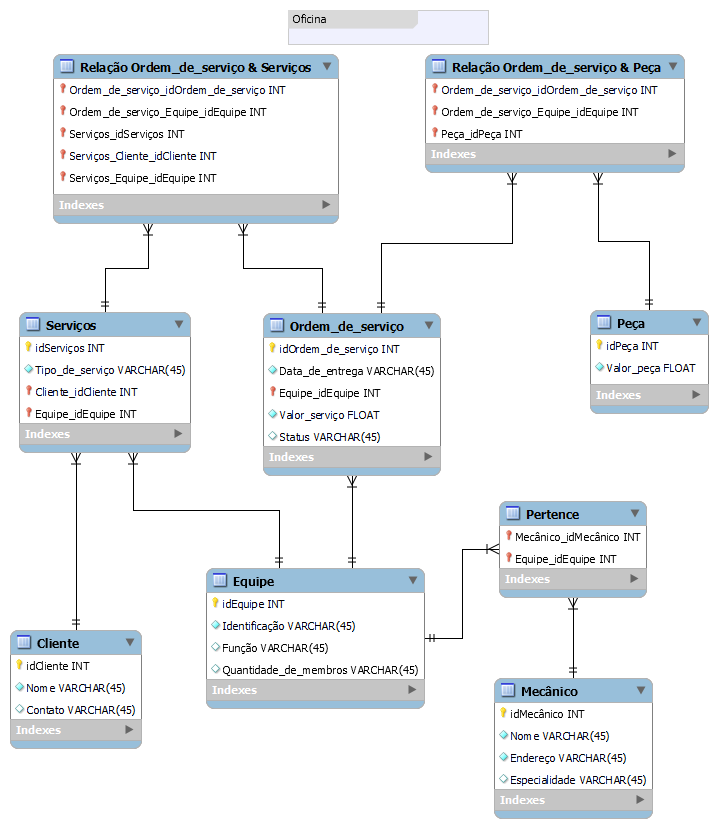 Oficina
Relação Ordem_de_serviço & Serviços
Ordem_de_serviço_idOrdem_de_serviço INT
Ordem_de_serviço_Equipe_idEquipe INT
Serviços_idServiços INT
Serviços_Cliente_idCliente INT
Serviços_Equipe_idEquipe INT
Indexes
Relação Ordem_de_serviço & Peça
Ordem_de_serviço_idOrdem_de_serviço INT
Ordem_de_serviço_Equipe_idEquipe INT
Peça_idPeça INT
Indexes
Serviços
idServiços INT
Tipo_de_serviço VARCHAR(45)
Cliente_idCliente INT
Equipe_idEquipe INT
Indexes
Ordem_de_serviço
idOrdem_de_serviço INT
Data_de_entrega VARCHAR(45)
Equipe_idEquipe INT
Valor_serviço FLOAT
Status VARCHAR(45)
Indexes
Peça
idPeça INT
Valor_peça FLOAT
Indexes
Pertence
Mecânico_idMecânico INT
Equipe_idEquipe INT
Indexes
Equipe
idEquipe INT
Identificação VARCHAR(45)
Função VARCHAR(45)
Quantidade_de_membros VARCHAR(45)
Indexes
Cliente
idCliente INT
Nome VARCHAR(45)
Contato VARCHAR(45)
Indexes
Mecânico
idMecânico INT
Nome VARCHAR(45)
Endereço VARCHAR(45)
Especialidade VARCHAR(45)
Indexes